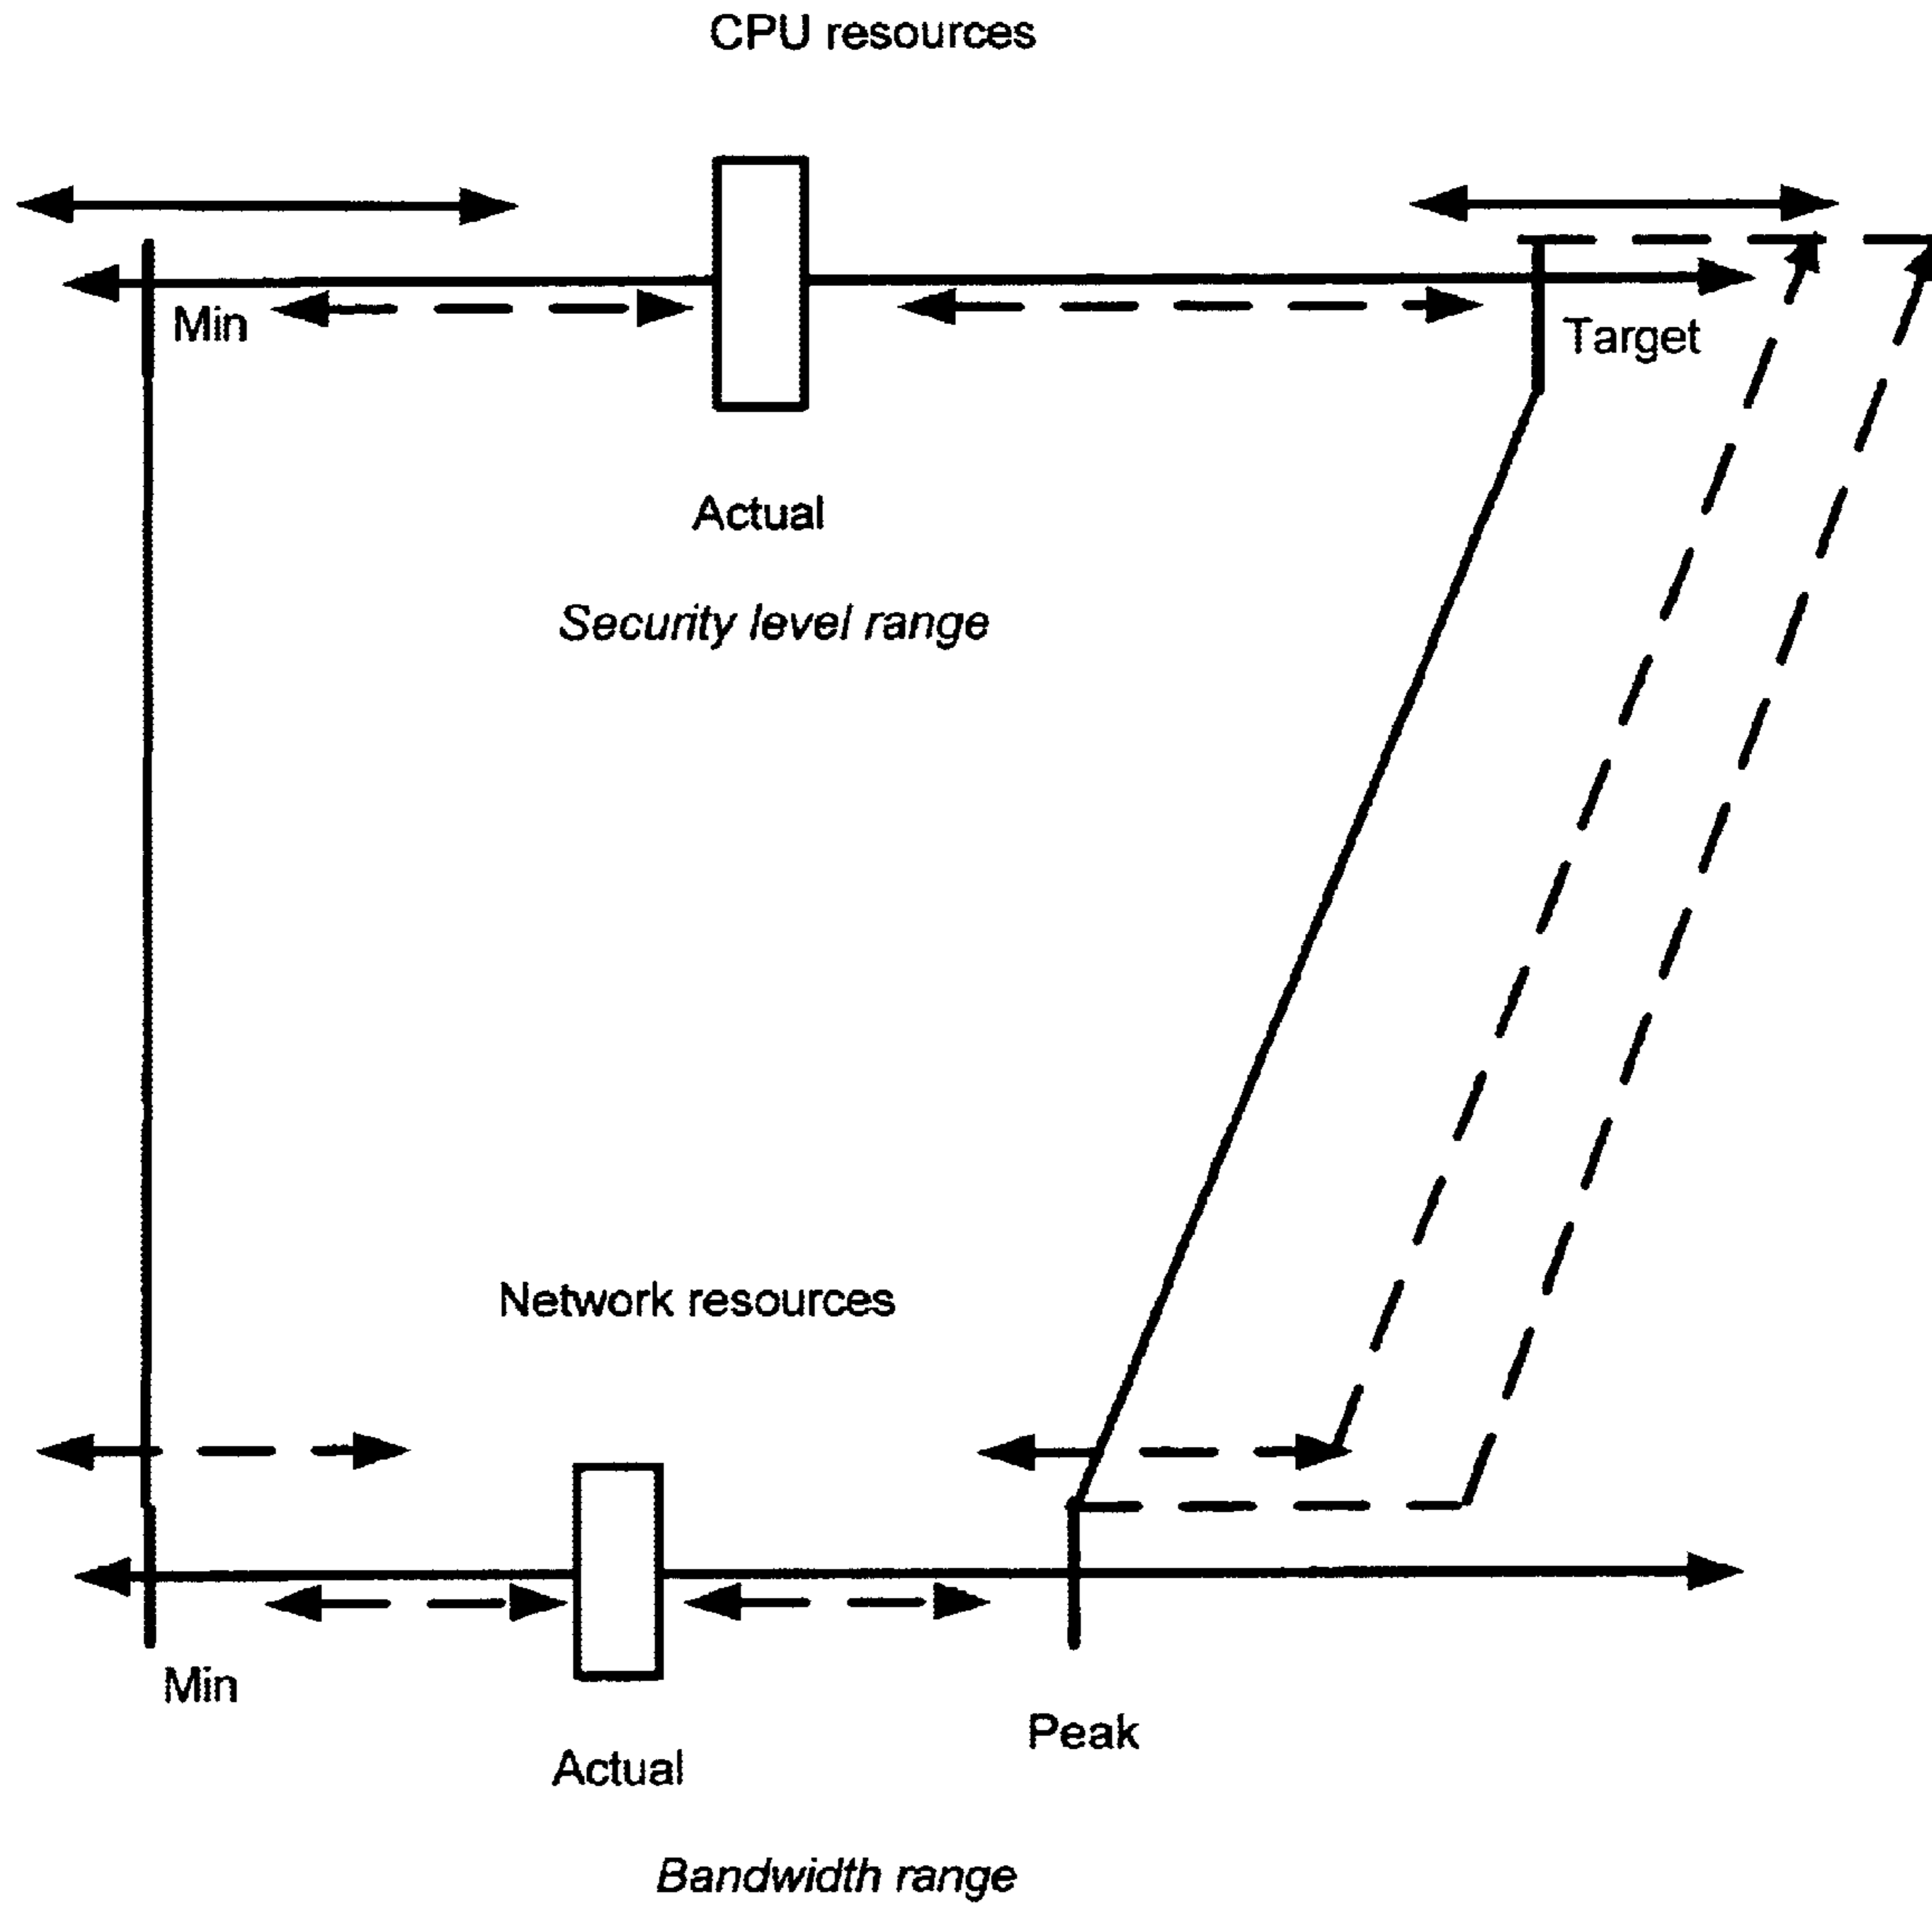 CPU resources
Min
Target
Actual
Security level range
Network resources
Min
Peak
Actual
Bandwidth range